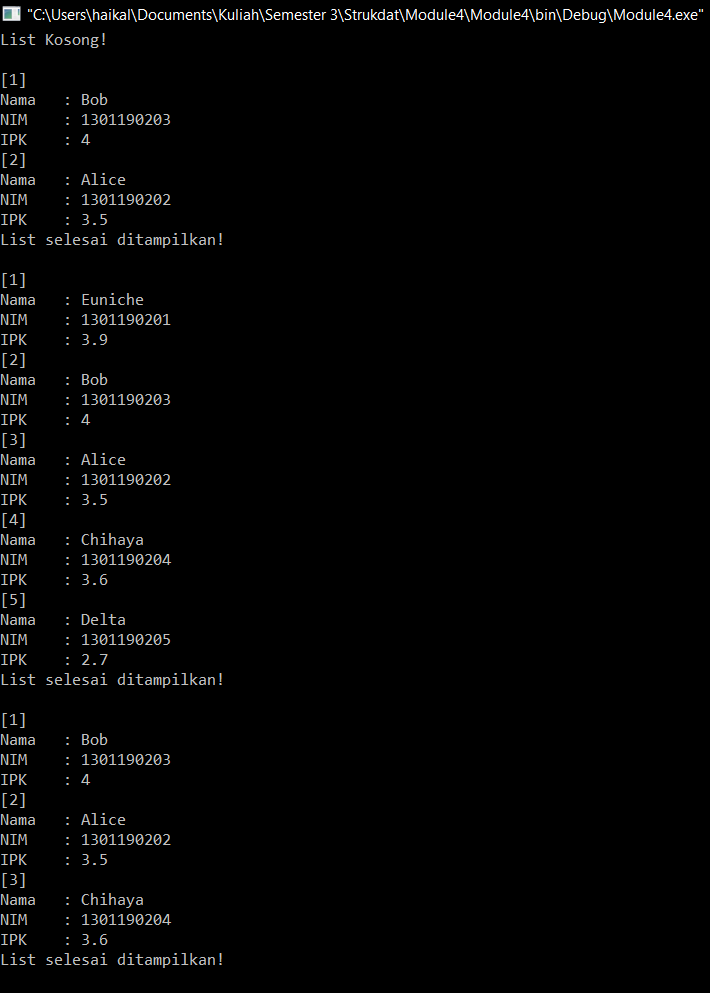 "C:\Users\haikal\Documents\Kuliah\Semester 3\Strukdat\Module4\Module4\bin\Debug\Module4.exe"
List Kosong!
[1]
Nama   : Bob
NIM    : 1301190203
IPK    : 4
[2]
Nama   : Alice
NIM    : 1301190202
IPK    : 3.5
List selesai ditampilkan!
[1]
Nama   : Euniche
NIM    : 1301190201
IPK    : 3.9
[2]
Nama   : Bob
NIM    : 1301190203
IPK    : 4
[3]
Nama   : Alice
NIM    : 1301190202
IPK    : 3.5
[4]
Nama   : Chihaya
NIM    : 1301190204
IPK    : 3.6
[5]
Nama   : Delta
NIM    : 1301190205
IPK    : 2.7
List selesai ditampilkan!
[1]
Nama   : Bob
NIM    : 1301190203
IPK    : 4
[2]
Nama   : Alice
NIM    : 1301190202
IPK    : 3.5
[3]
Nama   : Chihaya
NIM    : 1301190204
IPK    : 3.6
List selesai ditampilkan!